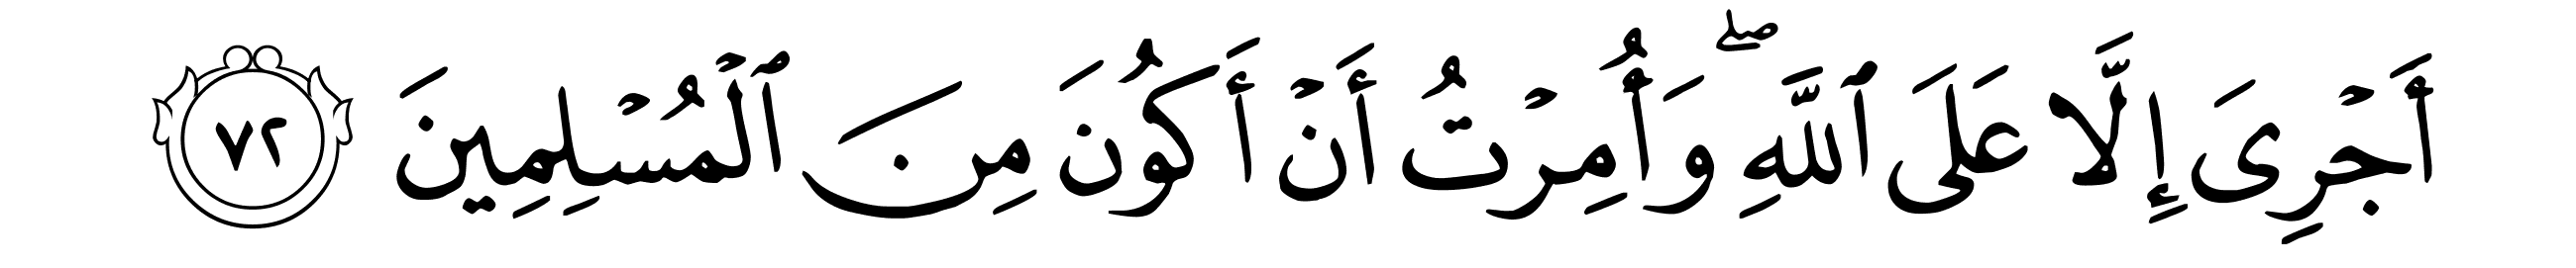 أَجۡرِىَ إِلَّا عَلَى ٱللَّهِۖ وَأُمِرۡتُ أَنۡ أَكُونَ مِنَ ٱلۡمُسۡلِمِينَ ٧٢